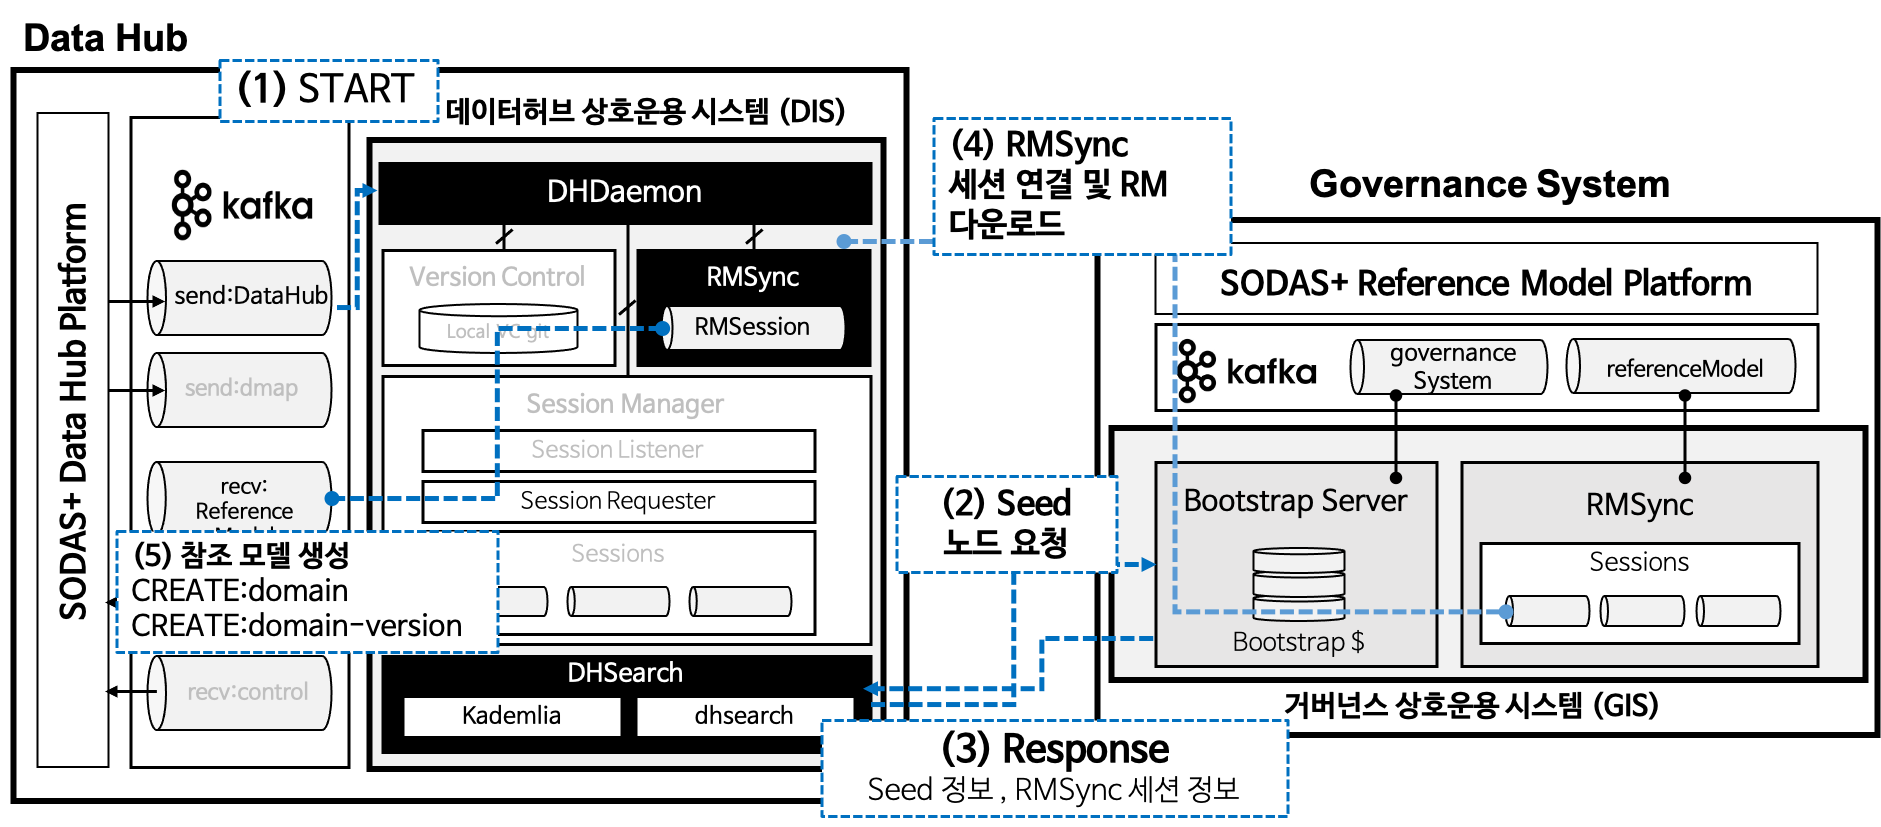 Data Hub
(1) START
데이터허브 상호운용 시스템 (DIS)
SODAS+ Data Hub Platform
kafka
send:DataHub
send:dmap
recv:
Reference
recv:control
DHDaemon
Version Control
Local VC git
RMSync
RMSession
Session Manager
Session Listener
Session Requester
Sessions
DHSearch
Kademlia
dhsearch
(5) 참조 모델 생성
CREATE:domain
CREATE:domain-version
(4) RMSync
세션 연결 및 RM
다운로드
(2) Seed
노드 요청
(3) Response
Seed 정보 , RMSync 세션 정보
Governance System
SODAS+ Reference Model Platform
kafka
governance
System
referenceModel
Bootstrap Server
Bootstrap $
RMSync
Sessions
거버넌스 상호운용 시스템 (GIS)